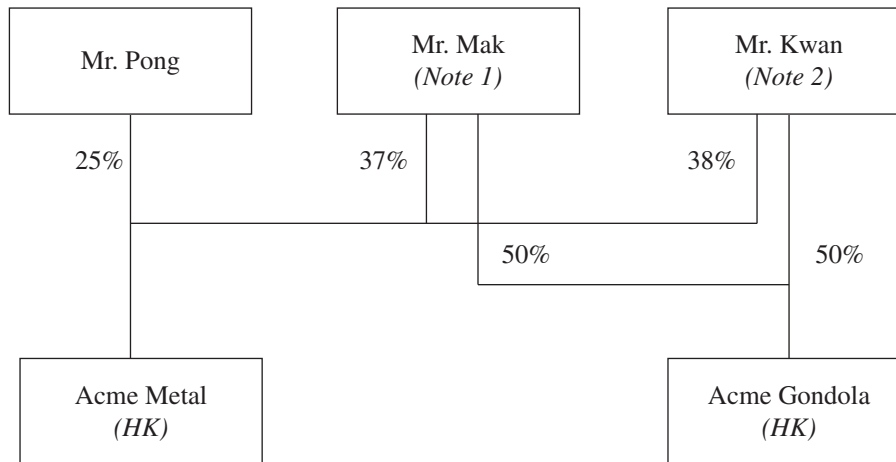 Mr. Pong
Mr. Mak
(Note 1)
Mr. Kwan
(Note 2)
25%
37%
38%
50%
50%
Acme Metal
(HK)
Acme Gondola
(HK)